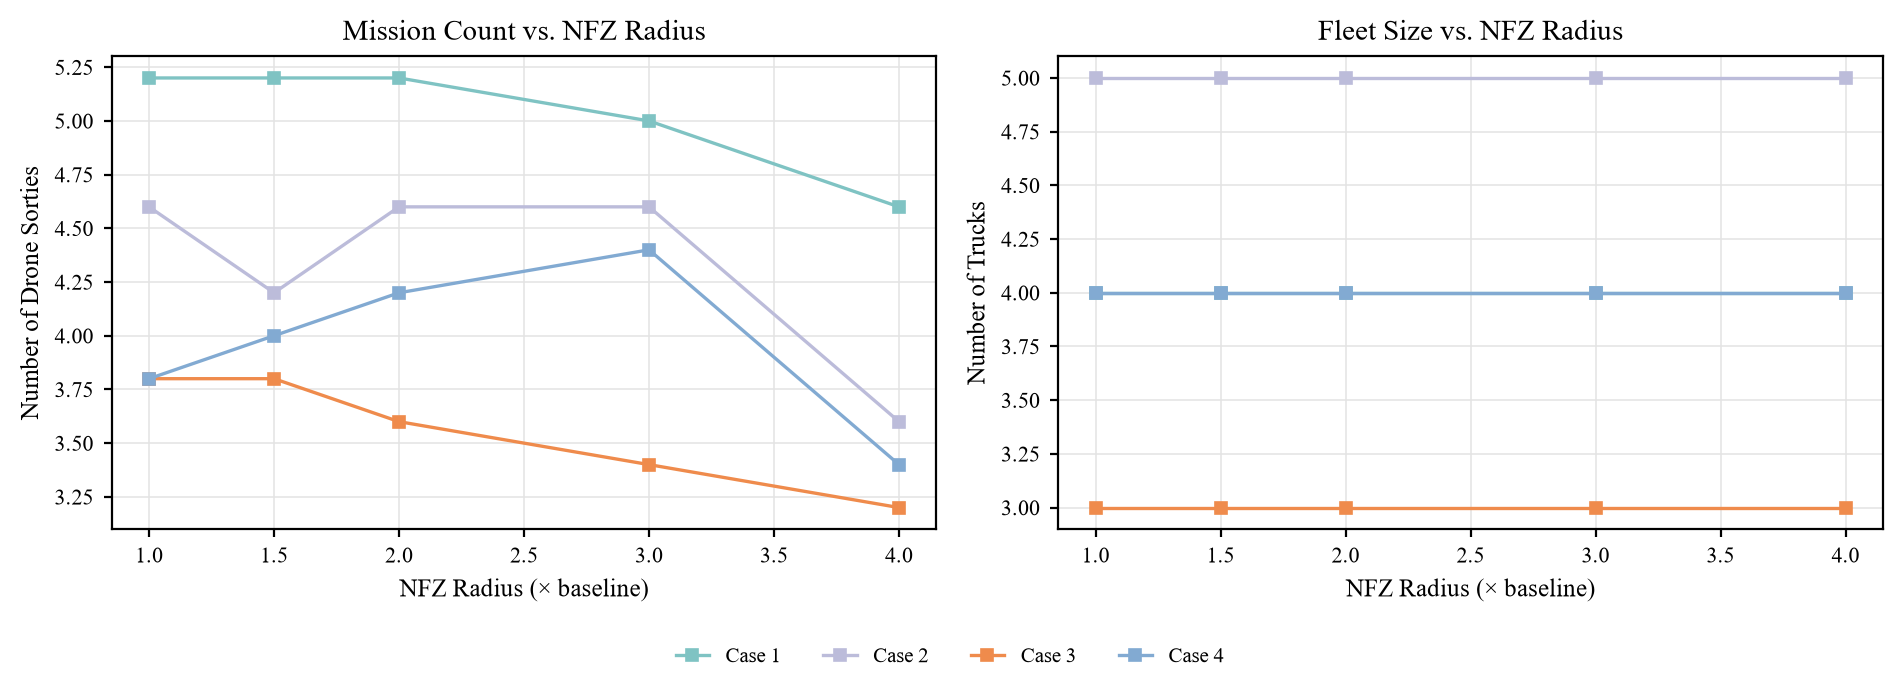 Mission Count vs. NFZ Radius
Number of Drone Sorties
5.25
5.00
4.75
4.50
4.25
4.00
3.75
3.50
3.25
1.0 1.5 2.0 2.5 3.0 3.5 4.0
NFZ Radius (× baseline)
Fleet Size vs. NFZ Radius
Number of Trucks
5.00
4.75
4.50
4.25
4.00
3.75
3.50
3.25
3.00
1.0 1.5 2.0 2.5 3.0 3.5 4.0
NFZ Radius (× baseline)
Case 1 Case 2 Case 3 Case 4